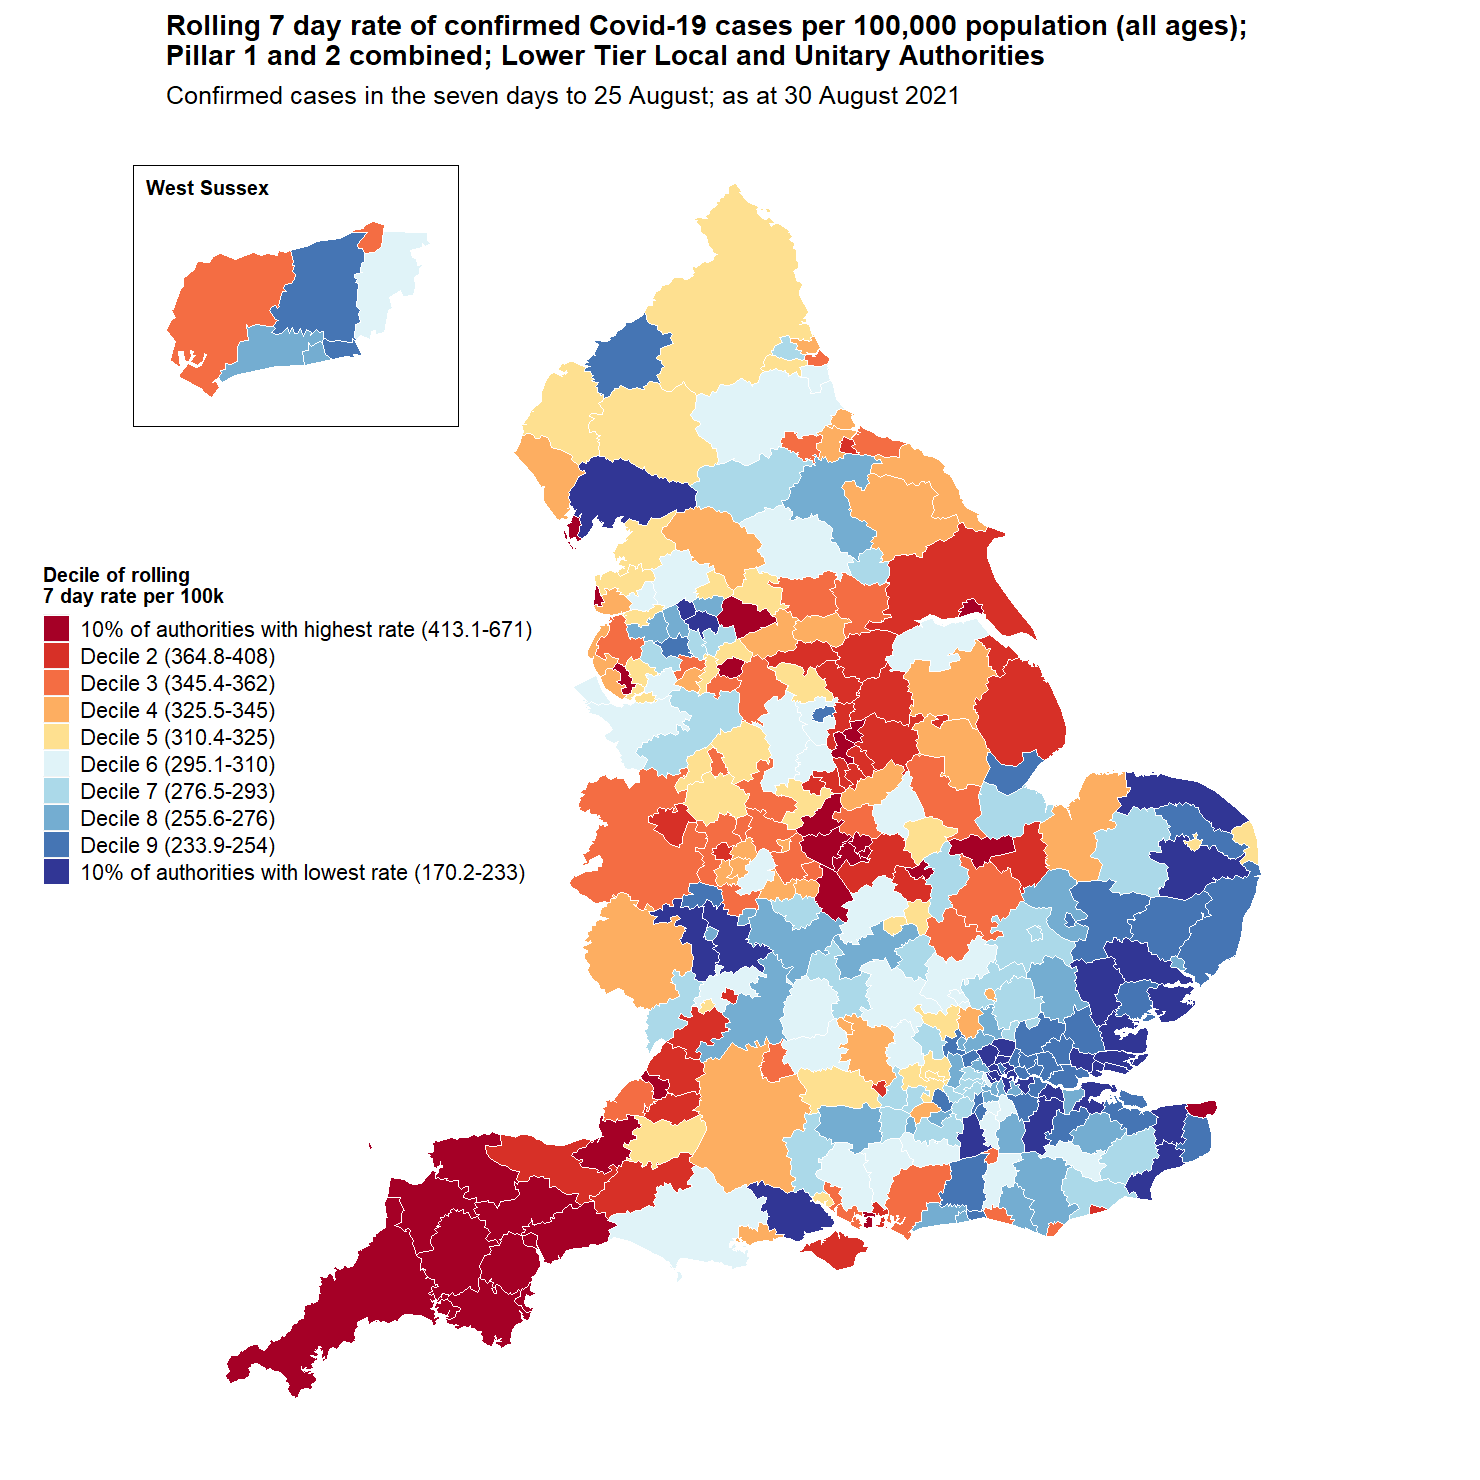 Rolling 7 day rate of confirmed Covid-19 cases per 100,000 population (all ages);
Pillar 1 and 2 combined; Lower Tier Local and Unitary Authorities
Confirmed cases in the seven days to 25 August; as at 30 August 2021
West Sussex
Decile of rolling
7 day rate per 100k
10% of authorities with highest rate (413.1-671)
Decile 2 (364.8-408)
Decile 3 (345.4-362)
Decile 4 (325.5-345)
Decile 5 (310.4-325)
Decile 6 (295.1-310)
Decile 7 (276.5-293)
Decile 8 (255.6-276)
Decile 9 (233.9-254)
10% of authorities with lowest rate (170.2-233)